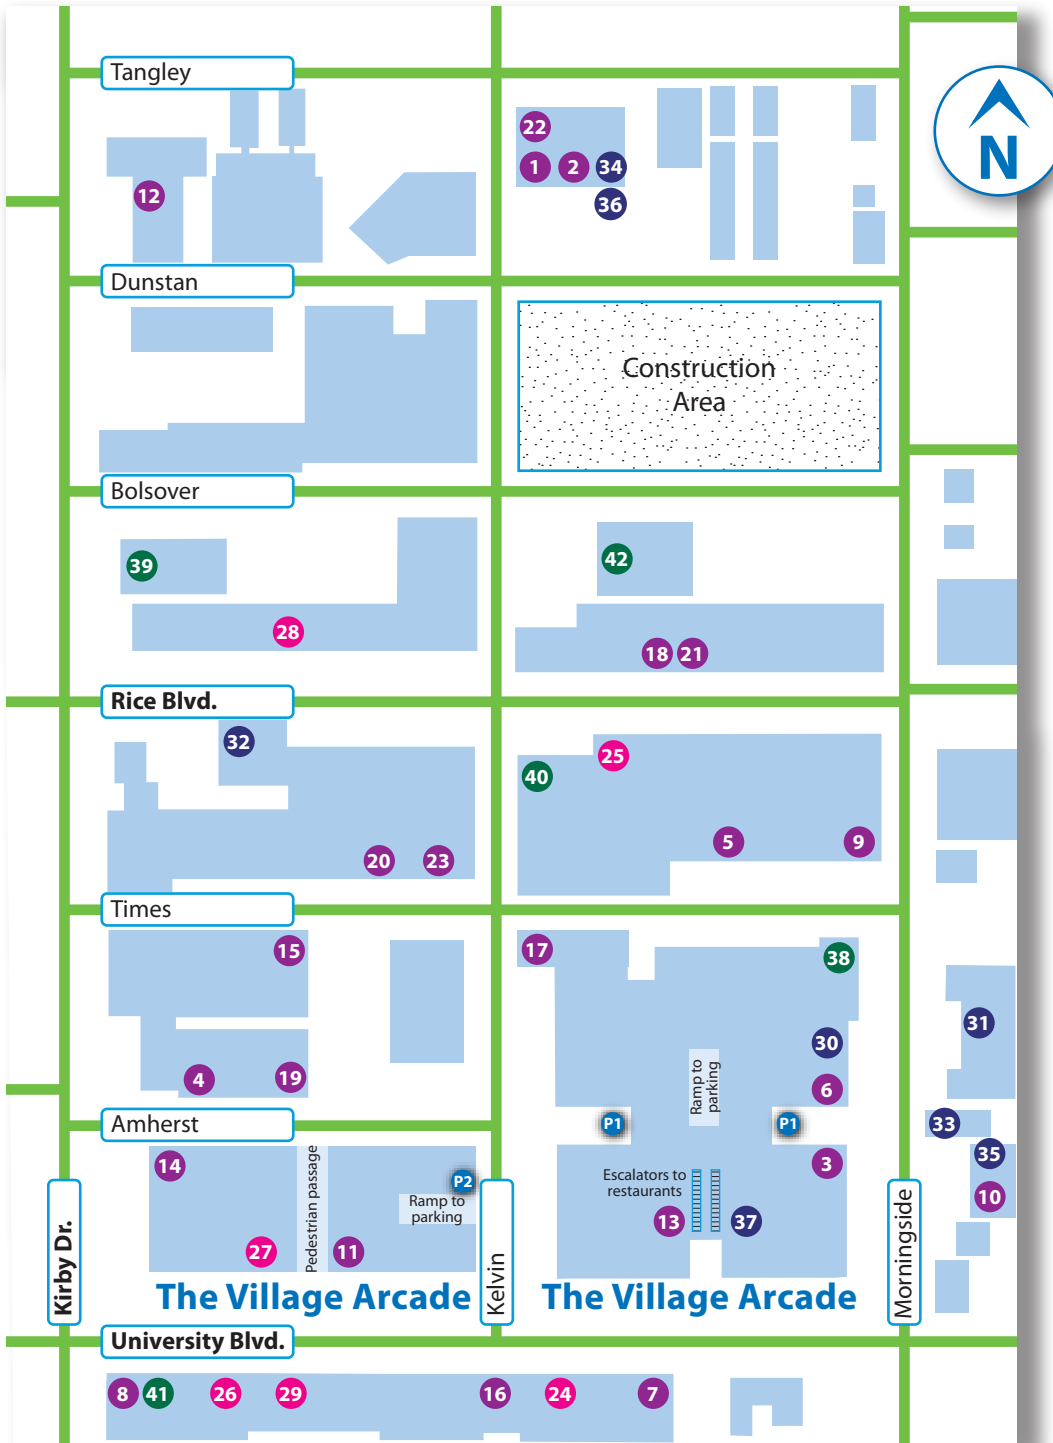 Tangley
N
22
1 2 34
12
36
Dunstan
Construction
Area
Bolsover
39
42
28
18 21
Rice Blvd.
32
25
40
5 9
20 23
Times
15
17
38
31
30
4 19
6
Ramp to
parking
Amherst
P1
P1
33
14
Pedestrian passage
P2
Ramp to
parking
Escalators to
restaurants
3
35
10
13 37
27 11
Kirby Dr.
Kelvin
Morningside
The Village Arcade
The Village Arcade
University Blvd.
8 41 26 29 16 24 7